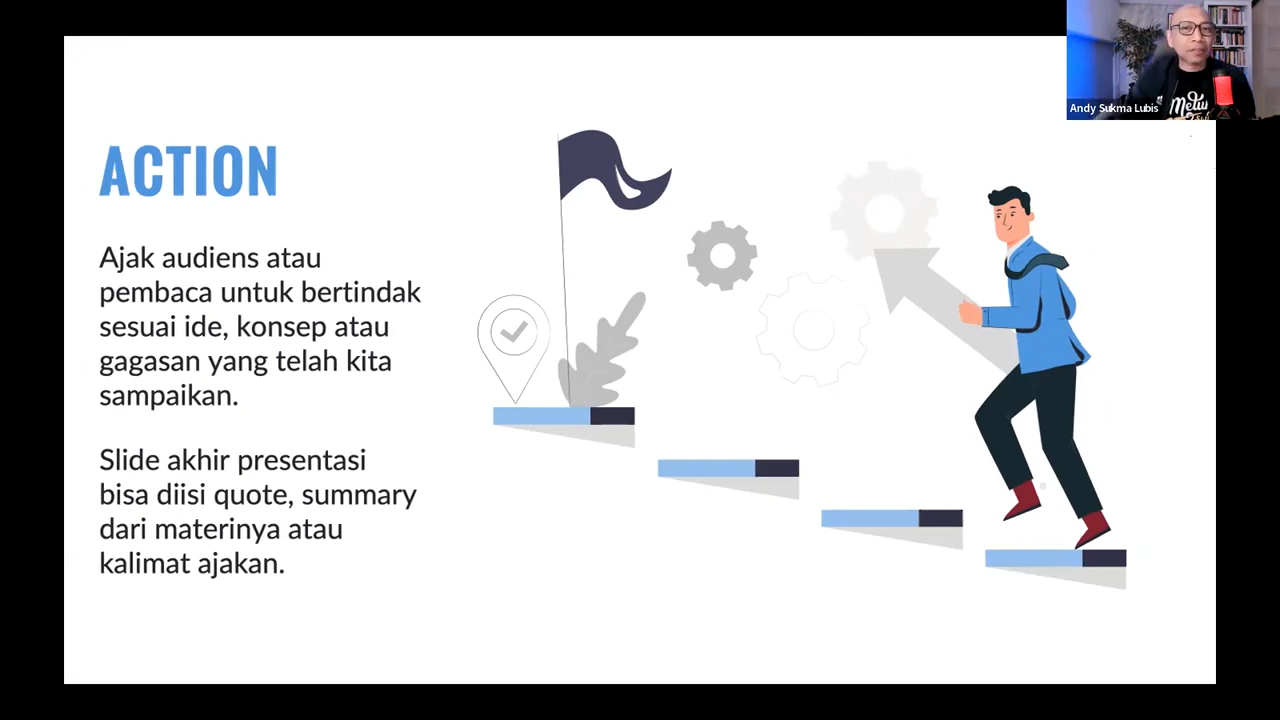 Andy Sukma Lubis
ACTION
Ajak audiens atau
pembaca untuk bertindak
sesuai ide, konsep atau
gagasan yang telah kita
sampaikan.
Slide akhir presentasi
bisa diisi quote, summary
dari materinya atau
kalimat ajakan.